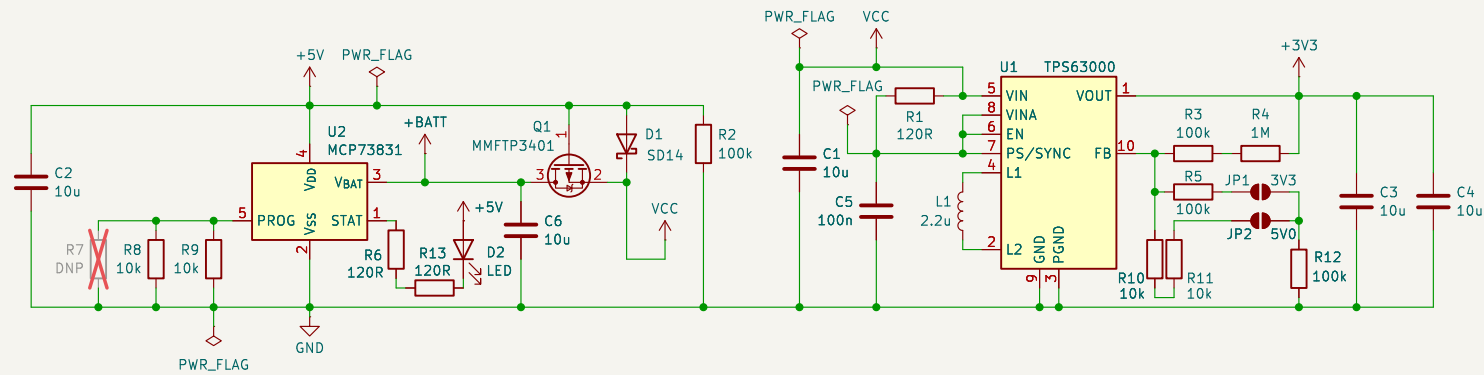 +5V
PWR_FLAG
U2
MCP73831
VDD
4
VBAT
3
PROG
5
STAT
1
VSS
2
C2
10u
R7
DNP
R8
10k
R9
10k
PWR_FLAG
GND
+BATT
R6
120R
R13
120R
+5V
D2
LED
C6
10u
Q1
MMFTP3401
1
3
2
D1
SD14
R2
100k
VCC
PWR_FLAG
VCC
PWR_FLAG
R1
120R
C1
10u
C5
100n
L1
2.2u
U1
TPS63000
5
VIN
8
VINA
6
EN
7
PS/SYNC
4
L1
2
L2
VOUT
1
FB
10
GND
9
PGND
3
+3V3
R3
100k
R4
1M
R5
100k
JP1
3V3
JP2
5V0
R10
10k
R11
10k
R12
100k
C3
10u
C4
10u